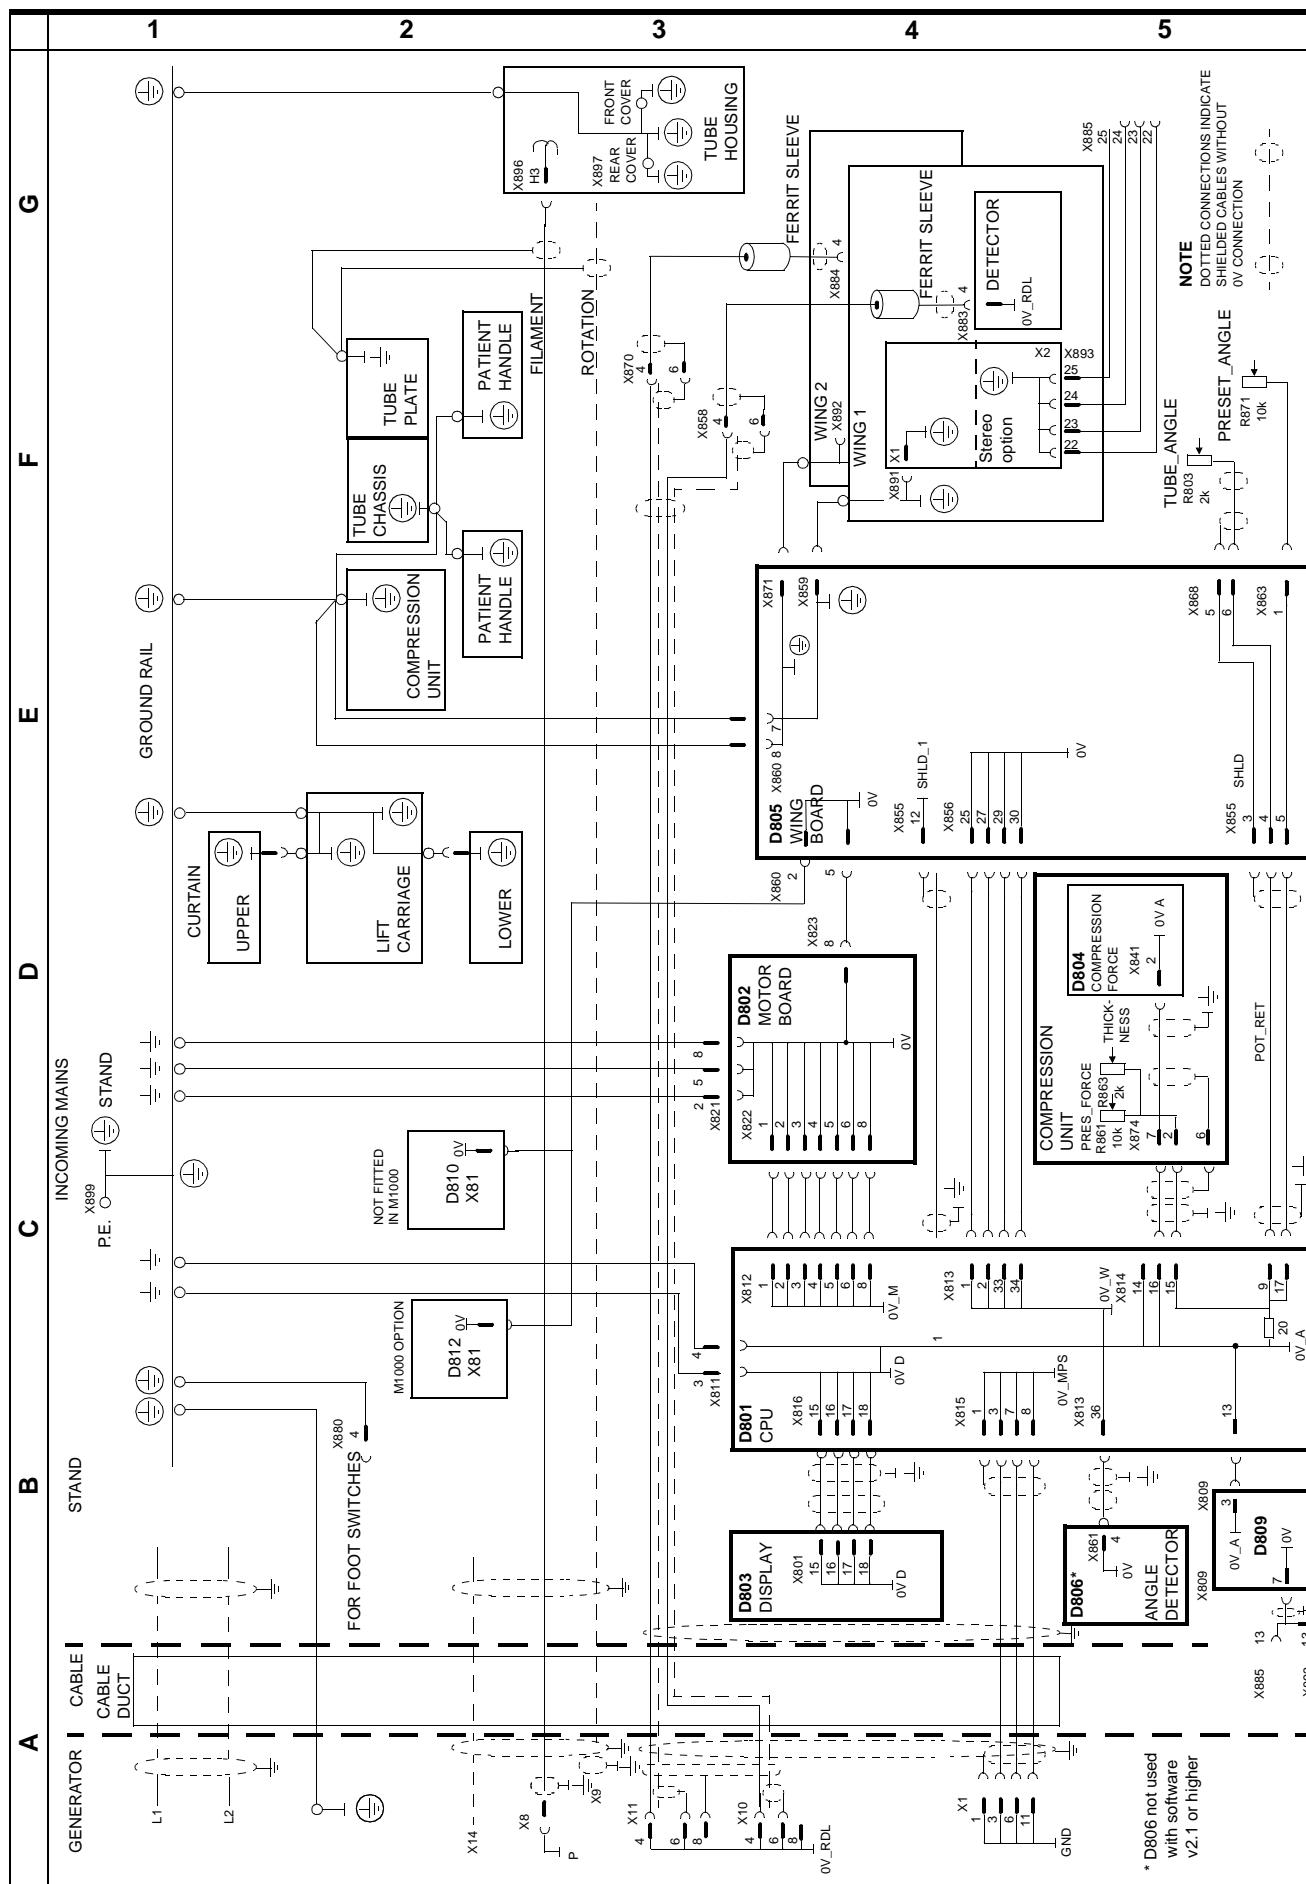 1
2
3
4
5
A
B
C
D
E
F
G
GENERATOR
CABLE
CABLE
DUCT
STAND
INCOMING MAINS
P.E.
X899
STAND
GROUND RAIL
L1
L2
FOR FOOT SWITCHES
X880
4
M1000 OPTION
D812
X81
0V
NOT FITTED
IN M1000
D810
X81
0V
CURTAIN
UPPER
LIFT
CARRIAGE
LOWER
COMPRESSION
UNIT
PATIENT
HANDLE
TUBE
CHASSIS
TUBE
PLATE
PATIENT
HANDLE
FILAMENT
ROTATION
X896
H3
X897
REAR
COVER
FRONT
COVER
TUBE
HOUSING
X14
X8
P
X9
X11
4
6
8
X10
4
6
8
0V_RDL
X1
1
3
6
11
GND
* D806 not used
with software
v2.1 or higher
D803
DISPLAY
X801
15
16
17
18
0V D
D801
CPU
X811
3
4
X816
15
16
17
18
0V D
X812
1
2
3
4
5
6
8
0V_M
X815
1
3
7
8
0V_MPS
X813
36
X813
1
2
33
34
0V_W
X814
14
16
15
9
17
20
0V_A
1
13
D806*
X861
4
0V
ANGLE
DETECTOR
X809
3
0V_A
D809
0V
X809
7
X885
13
13
D802
MOTOR
BOARD
X821
2
5
8
X822
1
2
3
4
5
6
8
0V
X823
8
D805
WING
BOARD
X860
2
5
0V
X860
8
7
X855
12
SHLD_1
X856
25
27
29
30
0V
X855
3
4
5
SHLD
X871
X859
X868
5
6
X863
1
COMPRESSION
UNIT
PRES_FORCE
R861
10k
R863
2k
THICK-
NESS
X874
7
2
6
D804
COMPRESSION
FORCE
X841
2
0V A
POT_RET
X858
4
6
X870
4
6
FERRIT SLEEVE
X884
4
WING 2
X892
WING 1
X891
X1
Stereo
option
X2
X893
25
24
23
22
FERRIT SLEEVE
X883
4
DETECTOR
0V_RDL
X885
25
24
23
22
TUBE_ANGLE
R803
2k
PRESET_ANGLE
R871
10k
NOTE
DOTTED CONNECTIONS INDICATE
SHIELDED CABLES WITHOUT
0V CONNECTION